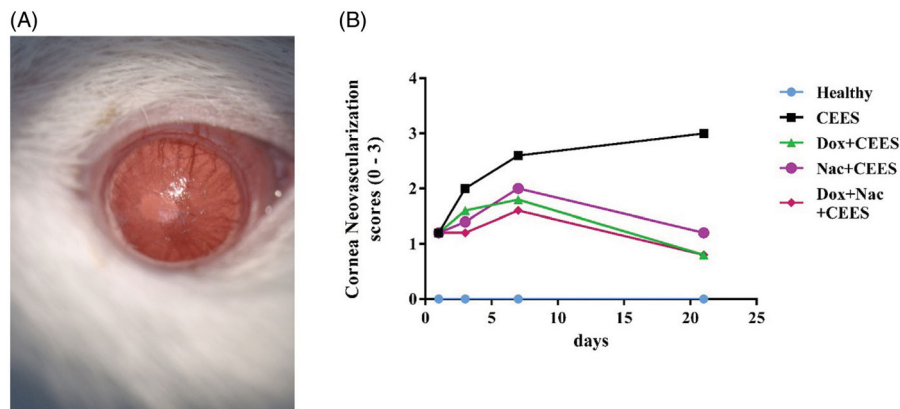 (A)
(B)
Cornea Neovascularization
scores (0 - 3)
4
3
2
1
0
0
5
10
15
20
25
days
Healthy
CEES
Dox+CEES
Nac+CEES
Dox+Nac
+CEES